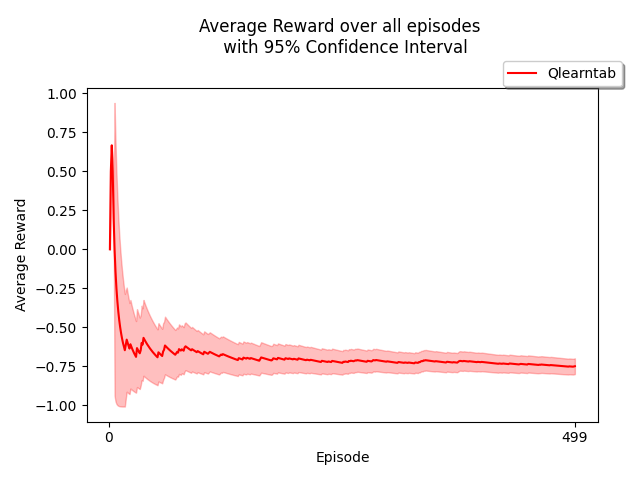 Average Reward over all episodes
with 95% Confidence Interval
Qlearntab
1.00
0.75
0.50
0.25
0.00
−0.25
−0.50
−0.75
−1.00
Average Reward
0
499
Episode